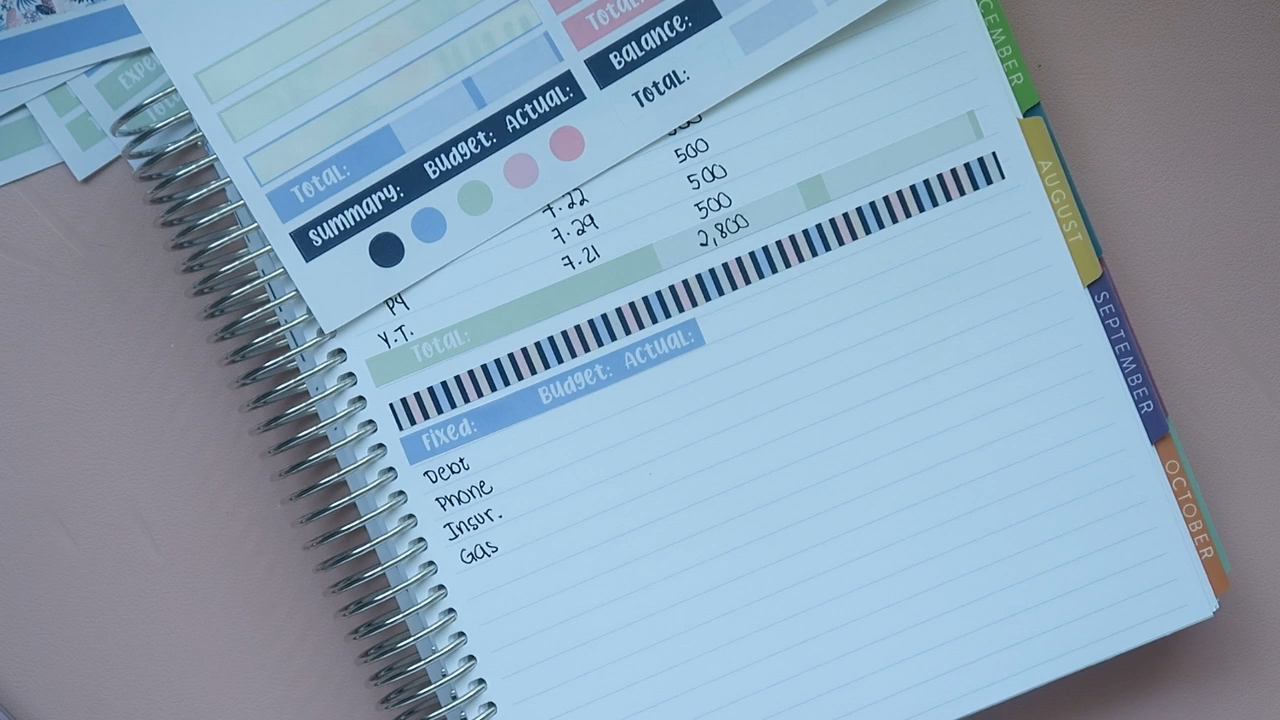 Total:
Balance:
Total:
Summary: Budget: Actual:
Total:
500
7.22 500
7.29 500
P4 7.21 2,800
Y.T.
Total:
Budget: Actual:
Fixed:
Debt
Phone
Insur.
Gas
AUGUST
SEPTEMBER
OCTOBER